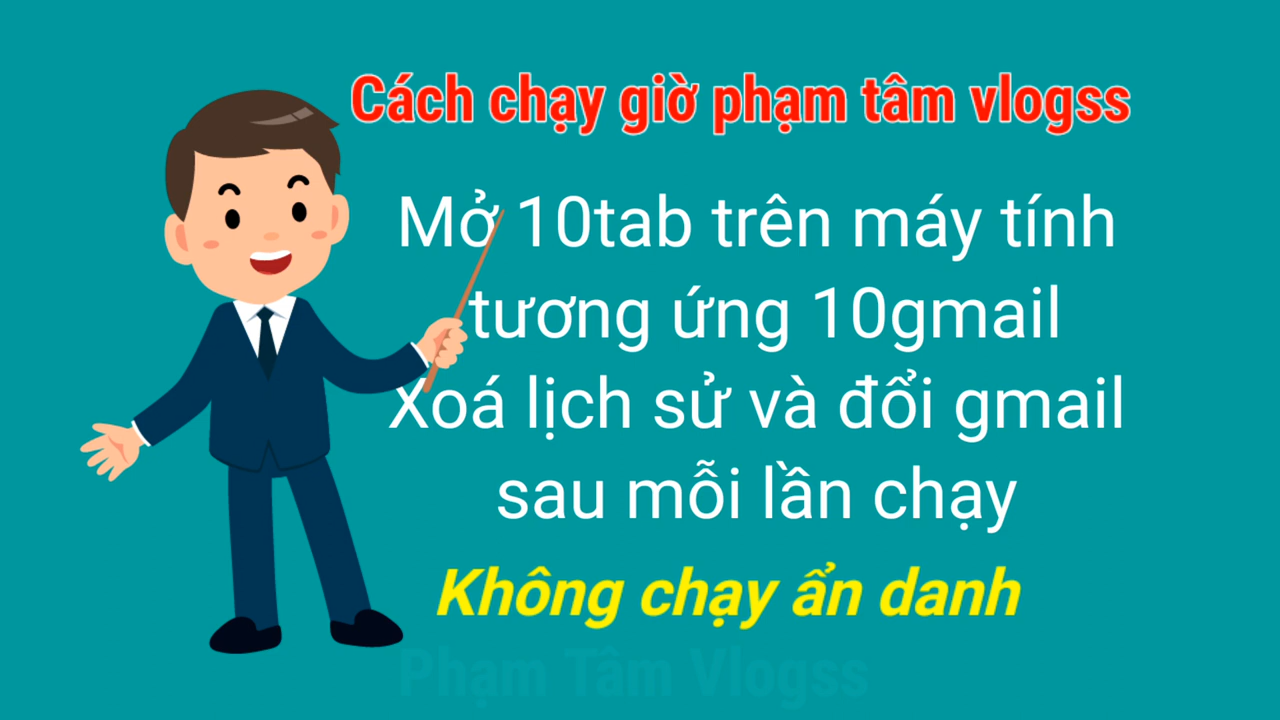 Cách chạy giờ phạm tâm vlogss
Mở 10tab trên máy tính
tương ứng 10gmail
Xoá lịch sử và đổi gmail
sau mỗi lần chạy
Không chạy ẩn danh
Phạm Tâm Vlogss